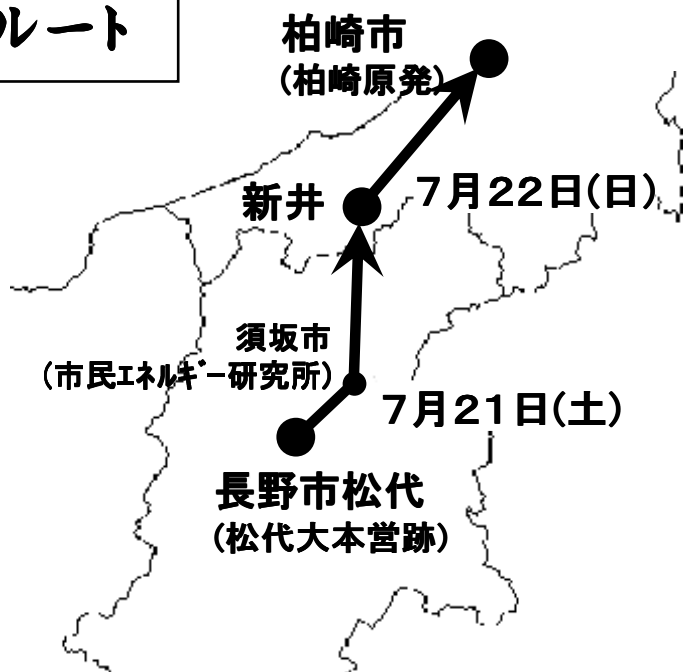 ルート
柏崎市
(柏崎原発)
新井
７月２２日(日)
須坂市
(市民ｴﾈﾙｷﾞｰ研究所)
７月２１日(土)
長野市松代
(松代大本営跡)